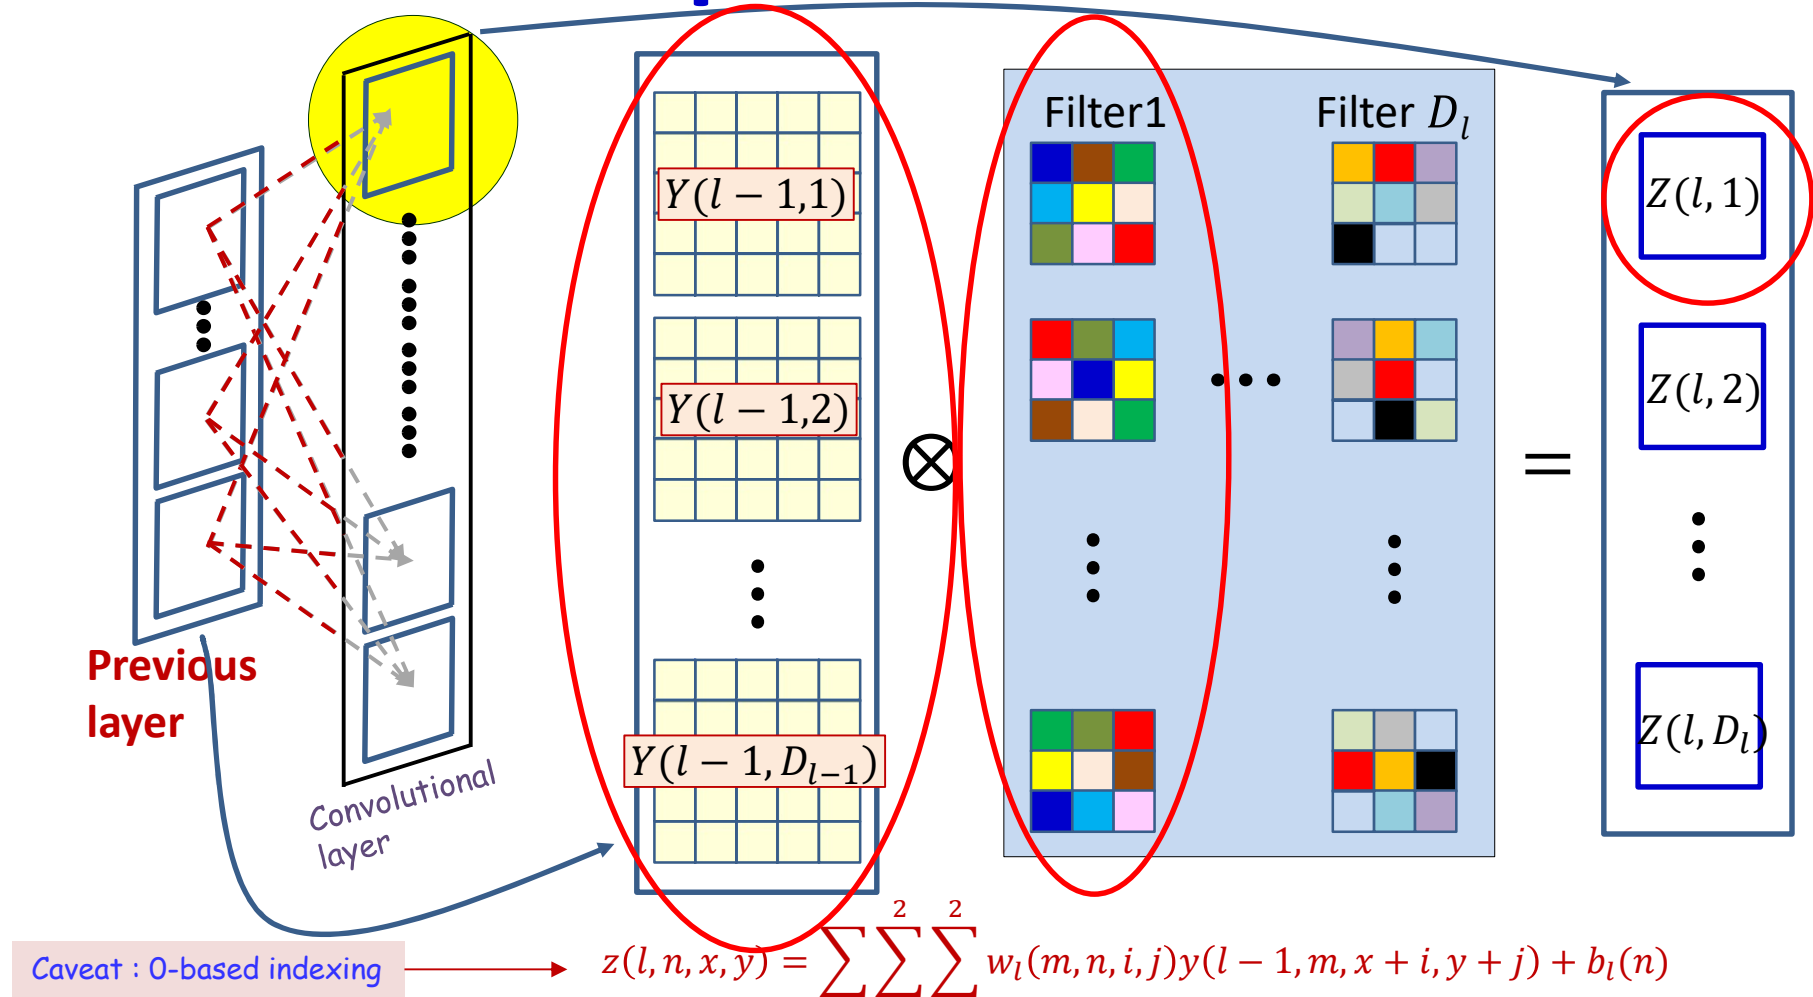 Filter1
Filter D_l
Y(l − 1,1)
Z(l, 1)
Y(l − 1,2)
Z(l, 2)
⊗
=
Previous
layer
Y(l − 1, D_{l−1})
Z(l, D_l)
Convolutional
layer
Caveat : 0-based indexing
z(l, n, x, y) = ∑ ∑^2 ∑^2 w_l(m, n, i, j)y(l − 1, m, x + i, y + j) + b_l(n)